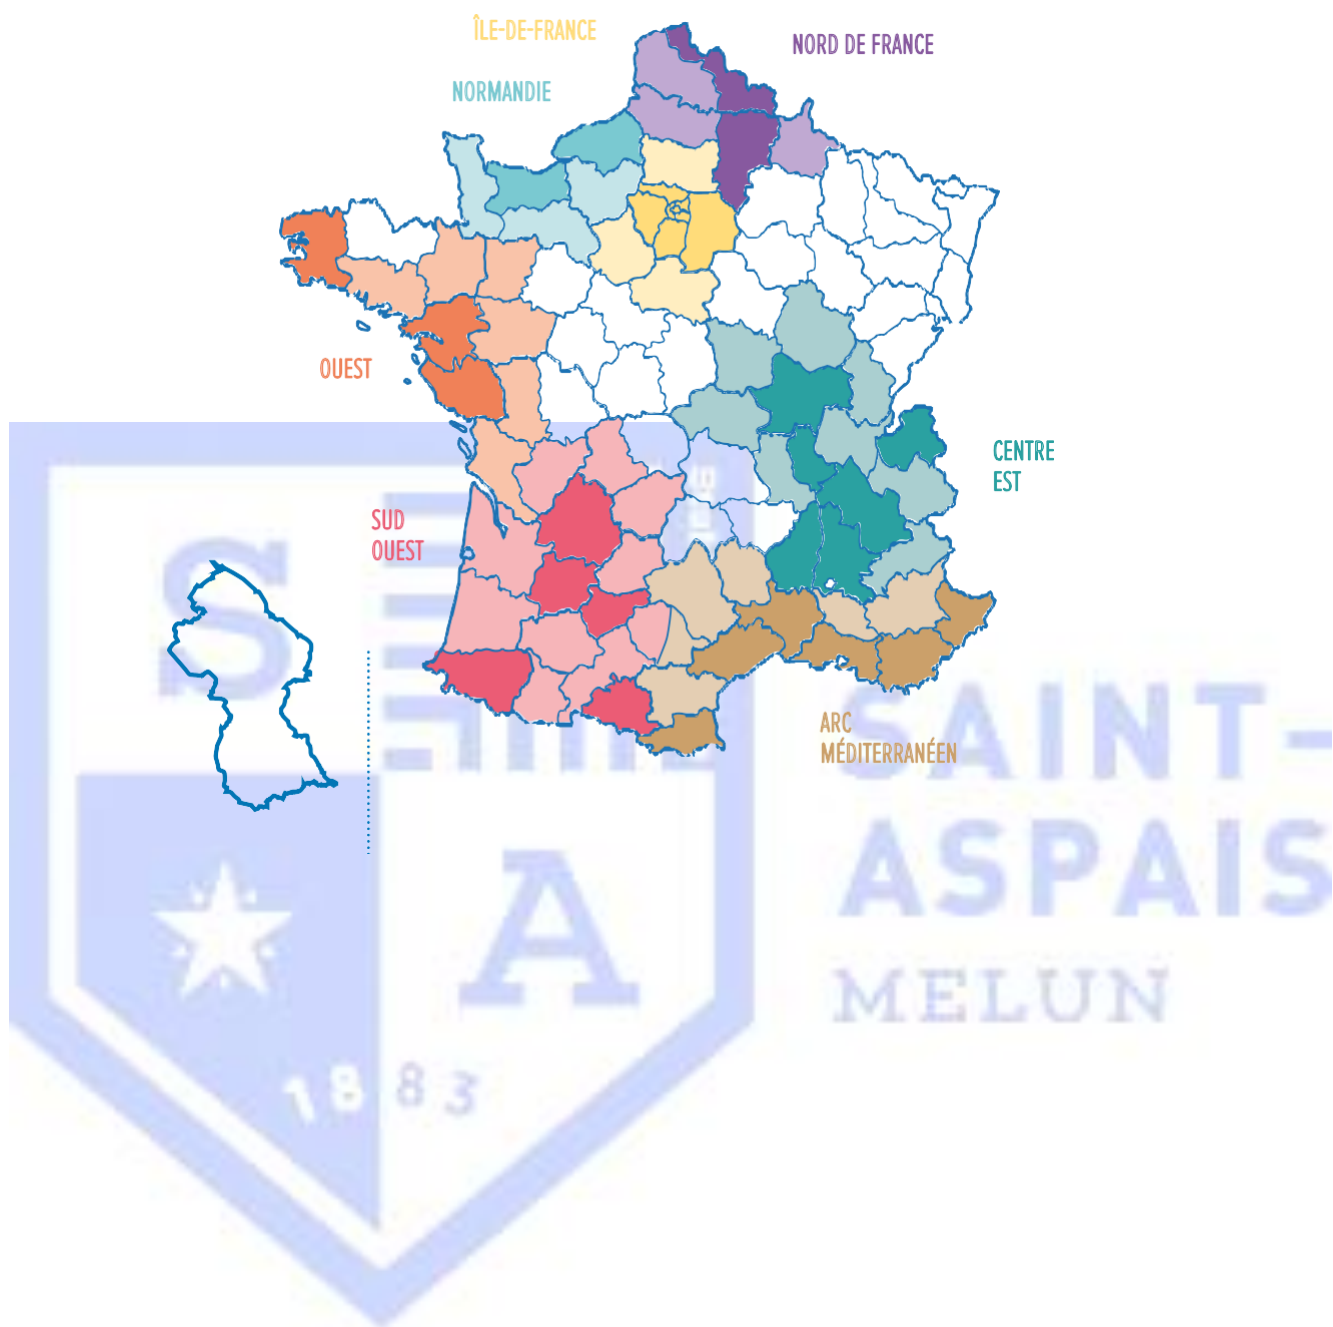 ÎLE-DE-FRANCE
NORD DE FRANCE
NORMANDIE
OUEST
CENTRE
EST
SUD
OUEST
S
ARC
MÉDITERRANÉEN
SAINT-
ASPAIS
MELUN
A
1883